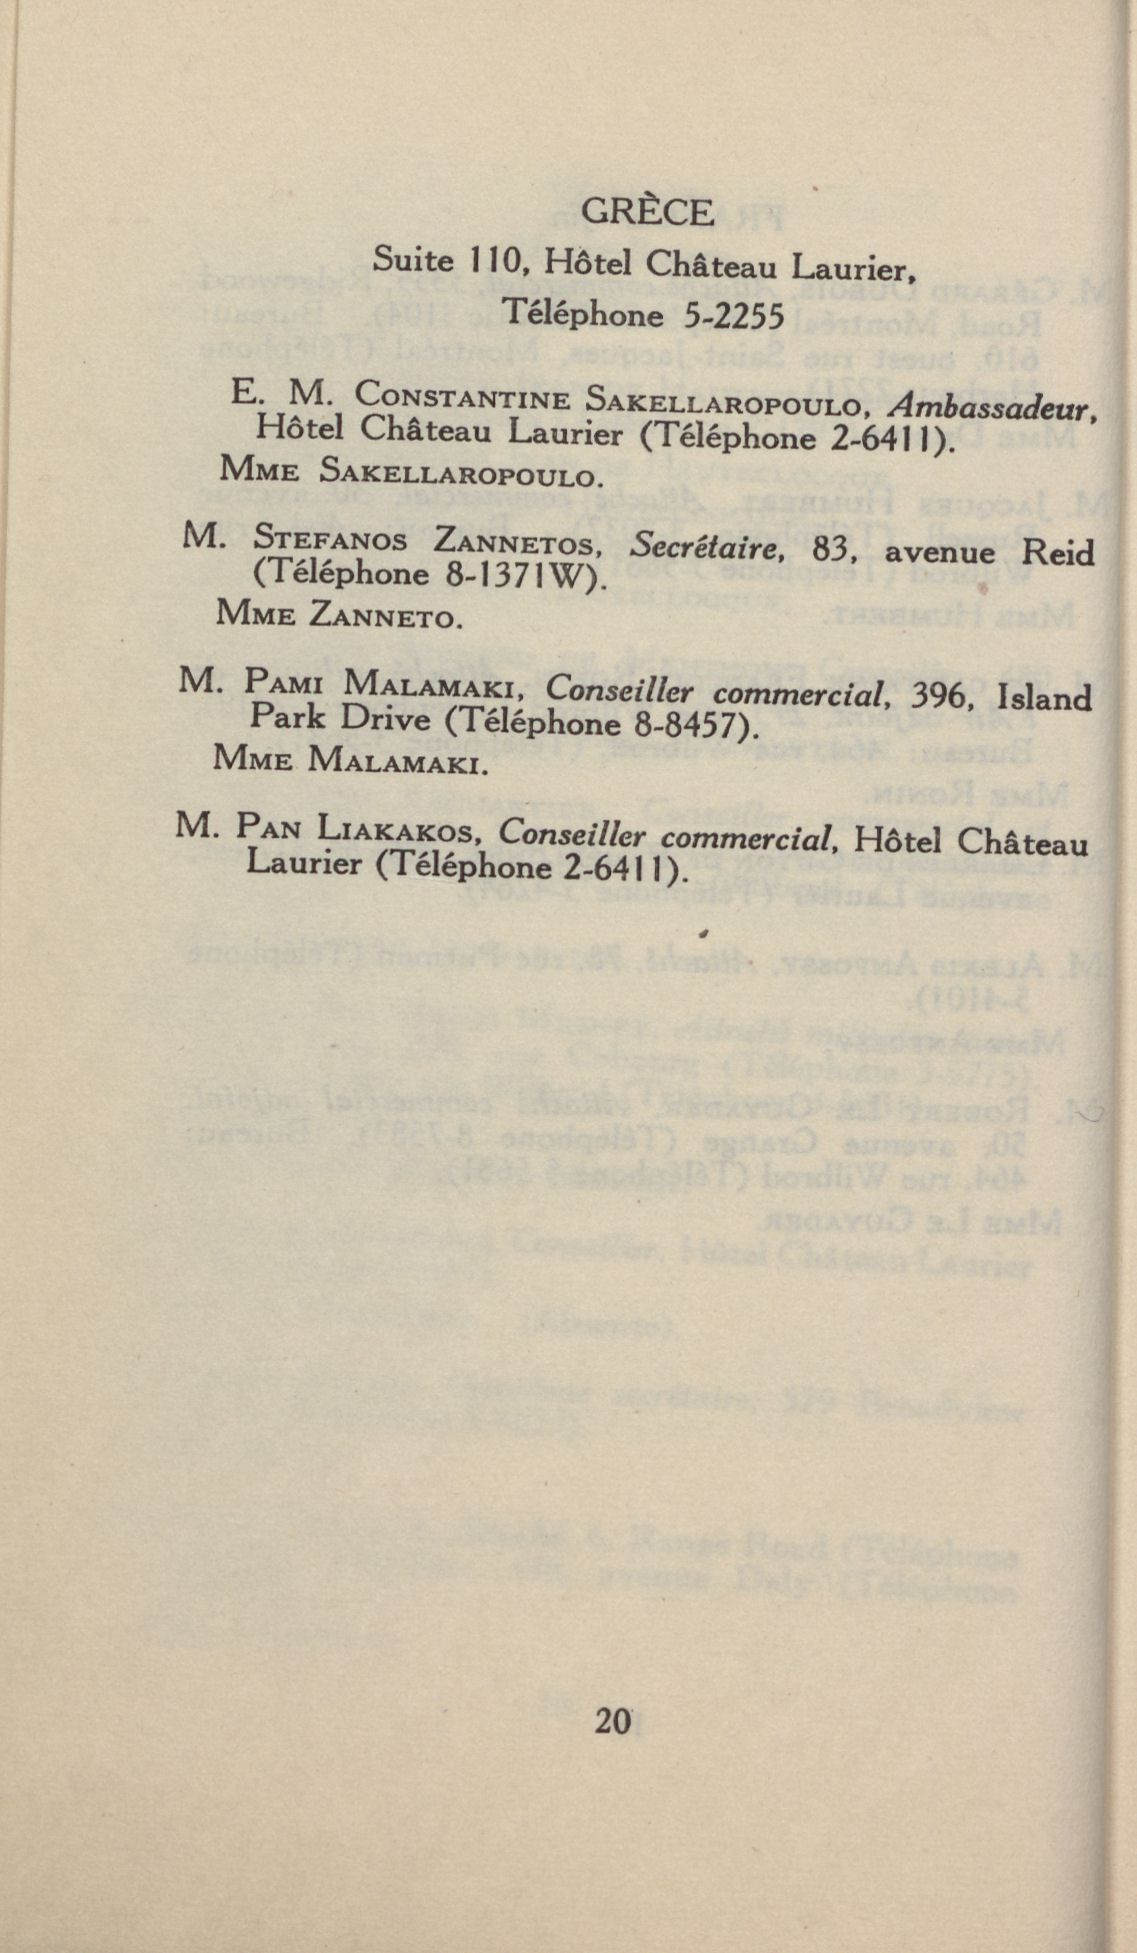 GRÈCE
Suite 110, Hôtel Château Laurier,
Téléphone 5-2255
E. M. CONSTANTINE SAKELLAROPOULO, Ambassadeur,
Hôtel Château Laurier (Téléphone 2-6411).
MME SAKELLAROPOULO.
M. STEFANOS ZANNETOS, Secrétaire, 83, avenue Reid
(Téléphone 8-1371W).
MME ZANNETO.
M. PAMI MALAMAKI, Conseiller commercial, 396, Island
Park Drive (Téléphone 8-8457).
MME MALAMAKI.
M. PAN LIAKAKOS, Conseiller commercial, Hôtel Château
Laurier (Téléphone 2-6411).
20